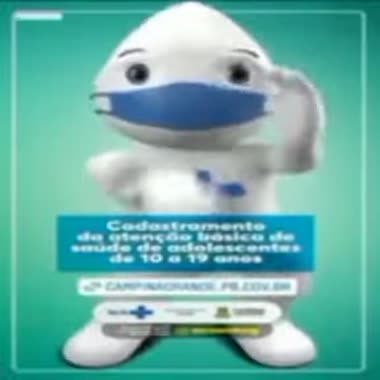 Cadastramento
da atenção básica de
saúde de adolescentes
de 10 a 19 anos
CAMPINAGRANDE.PB.GOV.BR